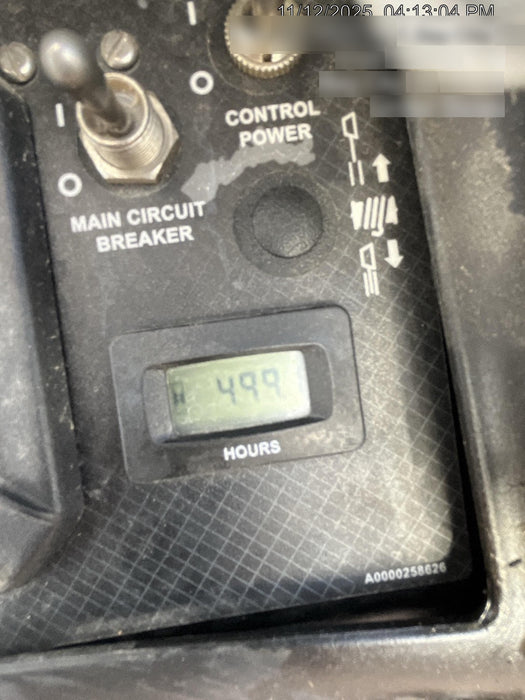 11/12/2025 04:13:04 PM
I
O
CONTROL
POWER
I
O
MAIN CIRCUIT
BREAKER
499
HOURS
A0000258626